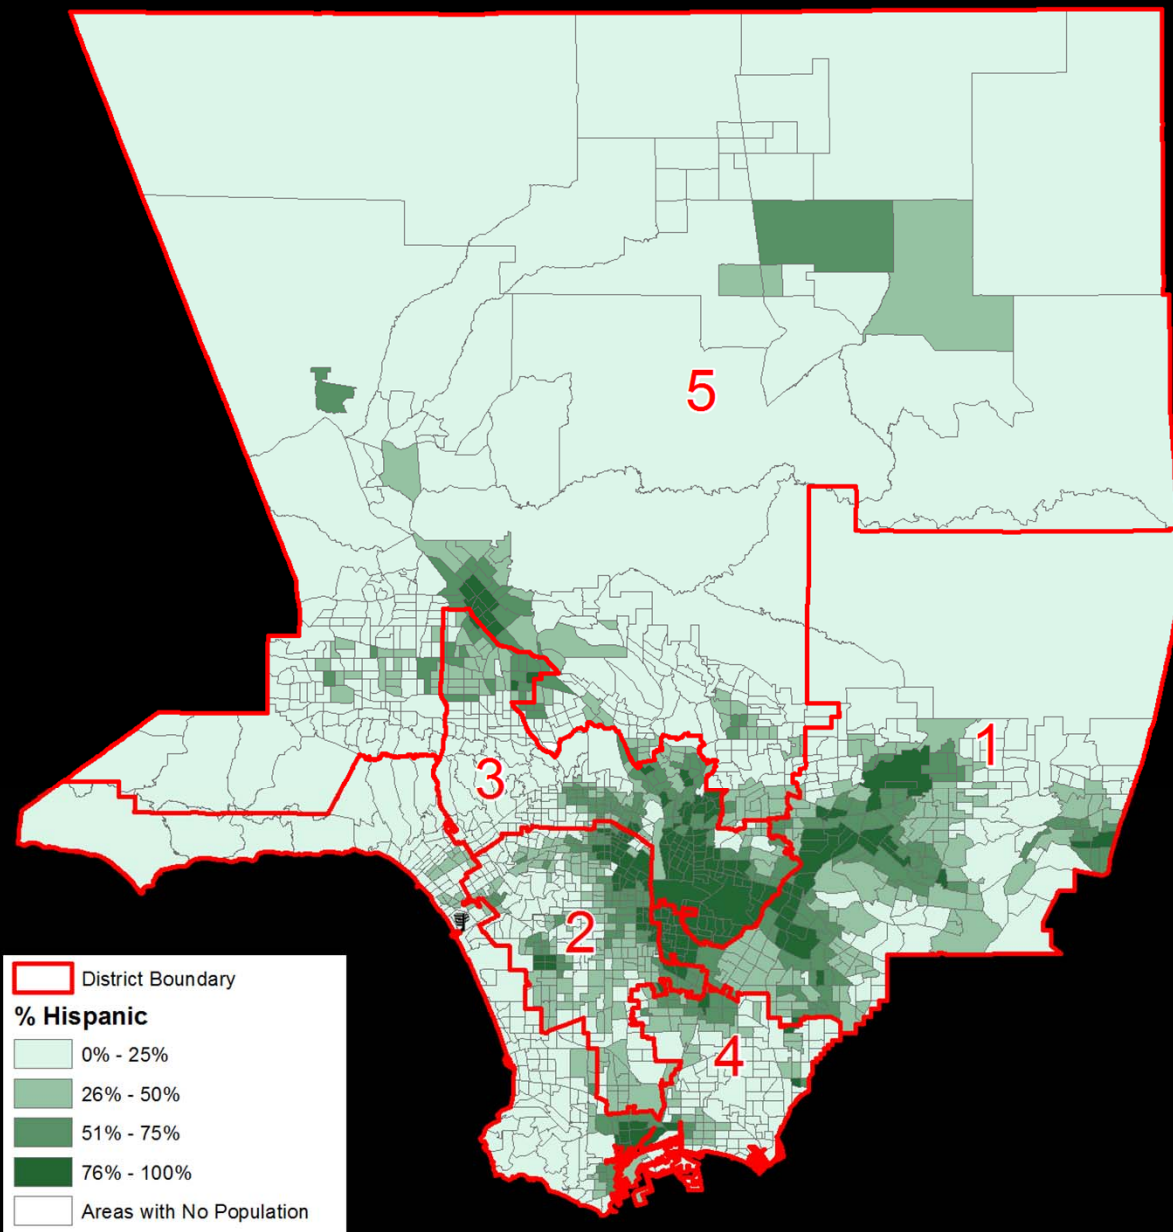 5
1
3
2
4
District Boundary
% Hispanic
0% - 25%
26% - 50%
51% - 75%
76% - 100%
Areas with No Population